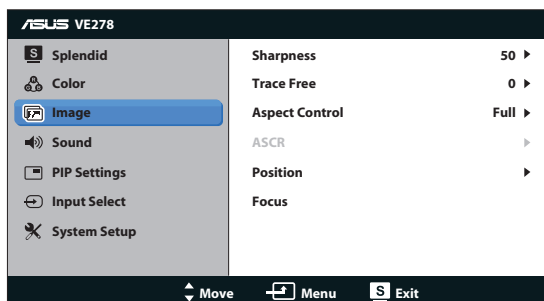 ASUS VE278
S Splendid
Color
Image
Sound
PIP Settings
Input Select
System Setup
Sharpness 50
Trace Free 0
Aspect Control Full
ASCR
Position
Focus
Move Menu S Exit